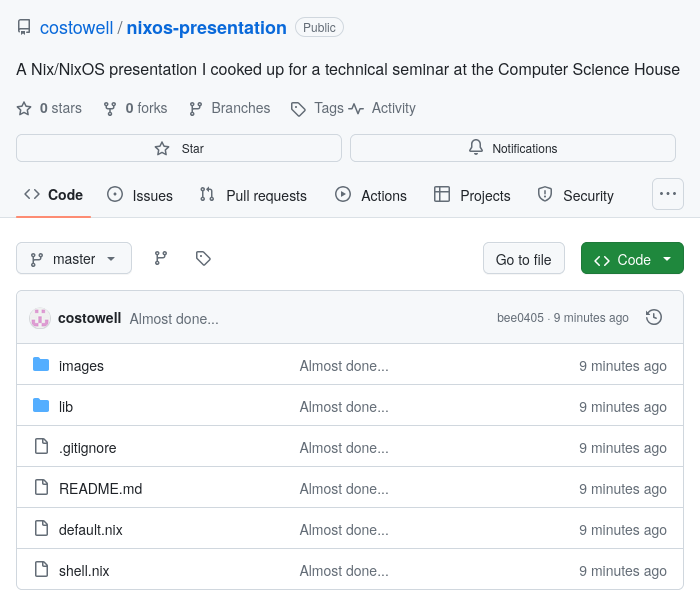 costowell / nixos-presentation Public
A Nix/NixOS presentation I cooked up for a technical seminar at the Computer Science House
0 stars 0 forks Branches Tags Activity
Star Notifications
Code Issues Pull requests Actions Projects Security
master Go to file Code
costowell Almost done... bee0405 · 9 minutes ago
images Almost done... 9 minutes ago
lib Almost done... 9 minutes ago
.gitignore Almost done... 9 minutes ago
README.md Almost done... 9 minutes ago
default.nix Almost done... 9 minutes ago
shell.nix Almost done... 9 minutes ago